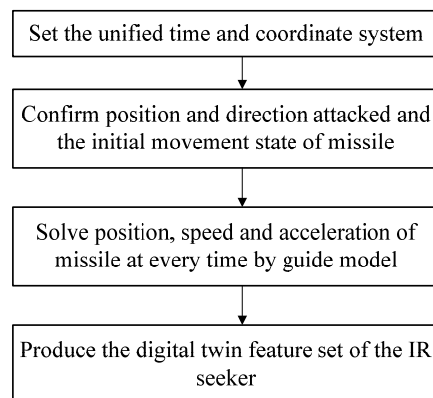 Set the unified time and coordinate system
Confirm position and direction attacked and
the initial movement state of missile
Solve position, speed and acceleration of
missile at every time by guide model
Produce the digital twin feature set of the IR
seeker